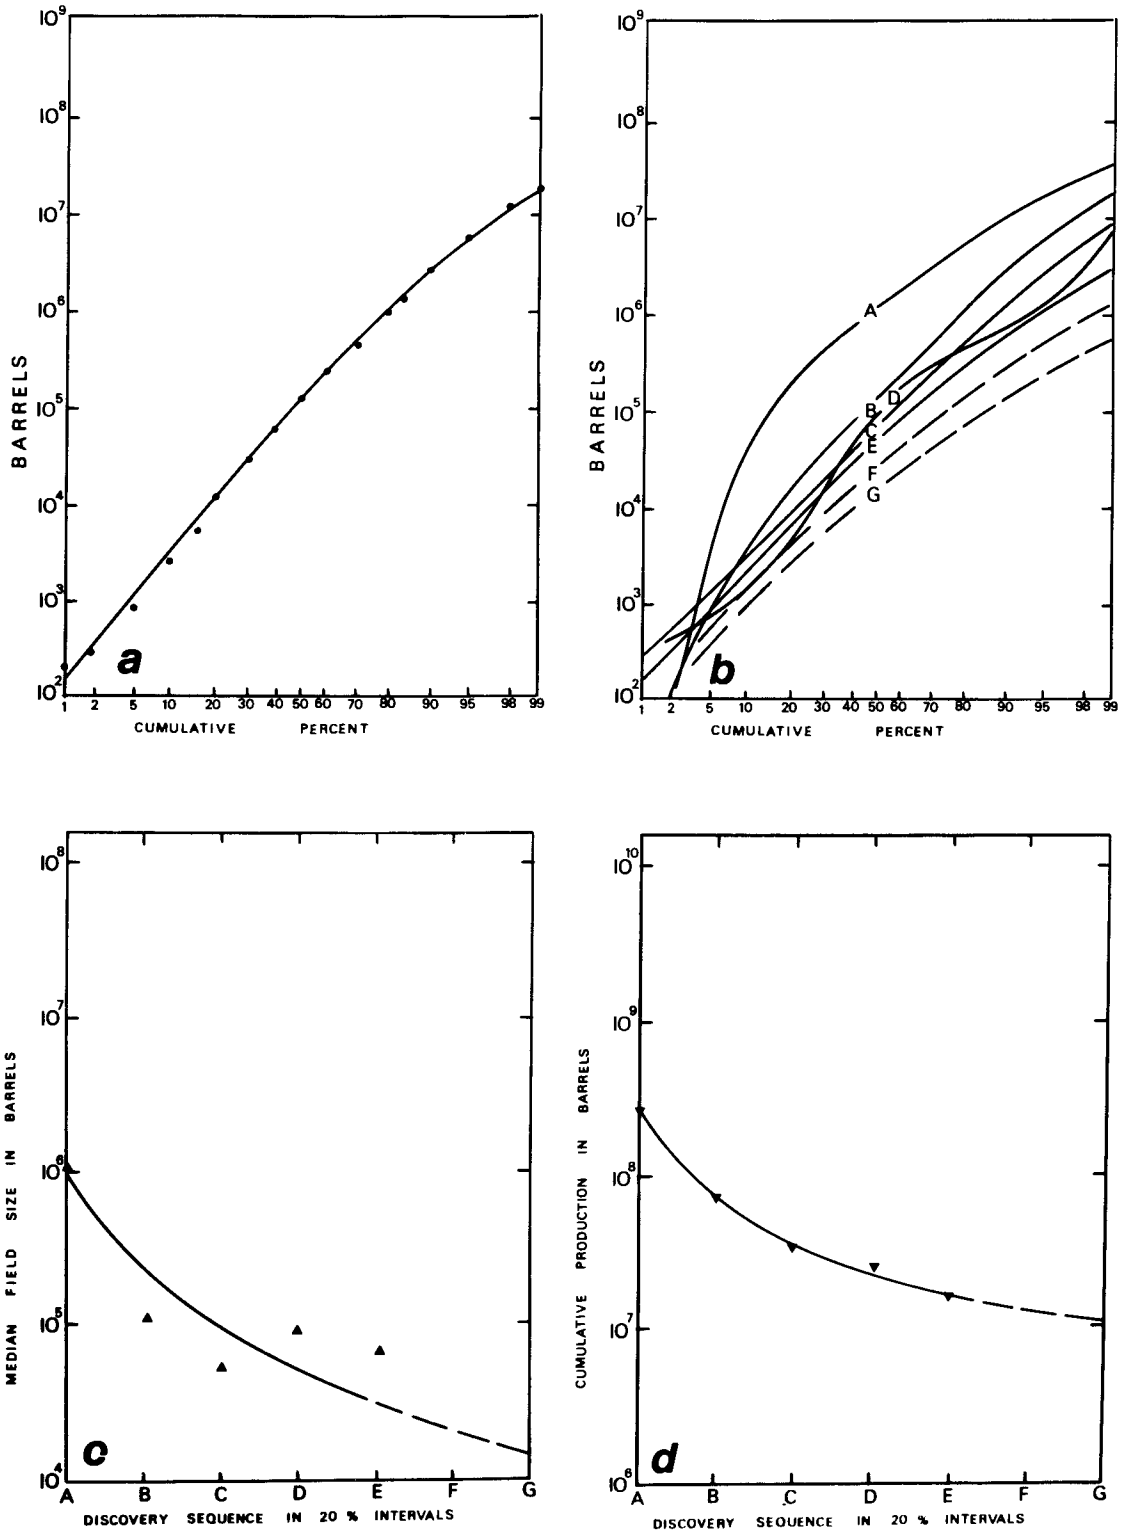 10⁹
10⁸
10⁷
10⁶
10⁵
10⁴
10³
10²
BARRELS
a
1 2 5 10 20 30 40 50 60 70 80 90 95 98 99
CUMULATIVE PERCENT
10⁹
10⁸
10⁷
10⁶
10⁵
10⁴
10³
10²
BARRELS
A
B
D
C
E
F
G
b
1 2 5 10 20 30 40 50 60 70 80 90 95 98 99
CUMULATIVE PERCENT
10⁸
10⁷
10⁶
10⁵
10⁴
MEDIAN FIELD SIZE IN BARRELS
c
A B C D E F G
DISCOVERY SEQUENCE IN 20 % INTERVALS
10¹⁰
10⁹
10⁸
10⁷
10⁶
CUMULATIVE PRODUCTION IN BARRELS
d
A B C D E F G
DISCOVERY SEQUENCE IN 20 % INTERVALS